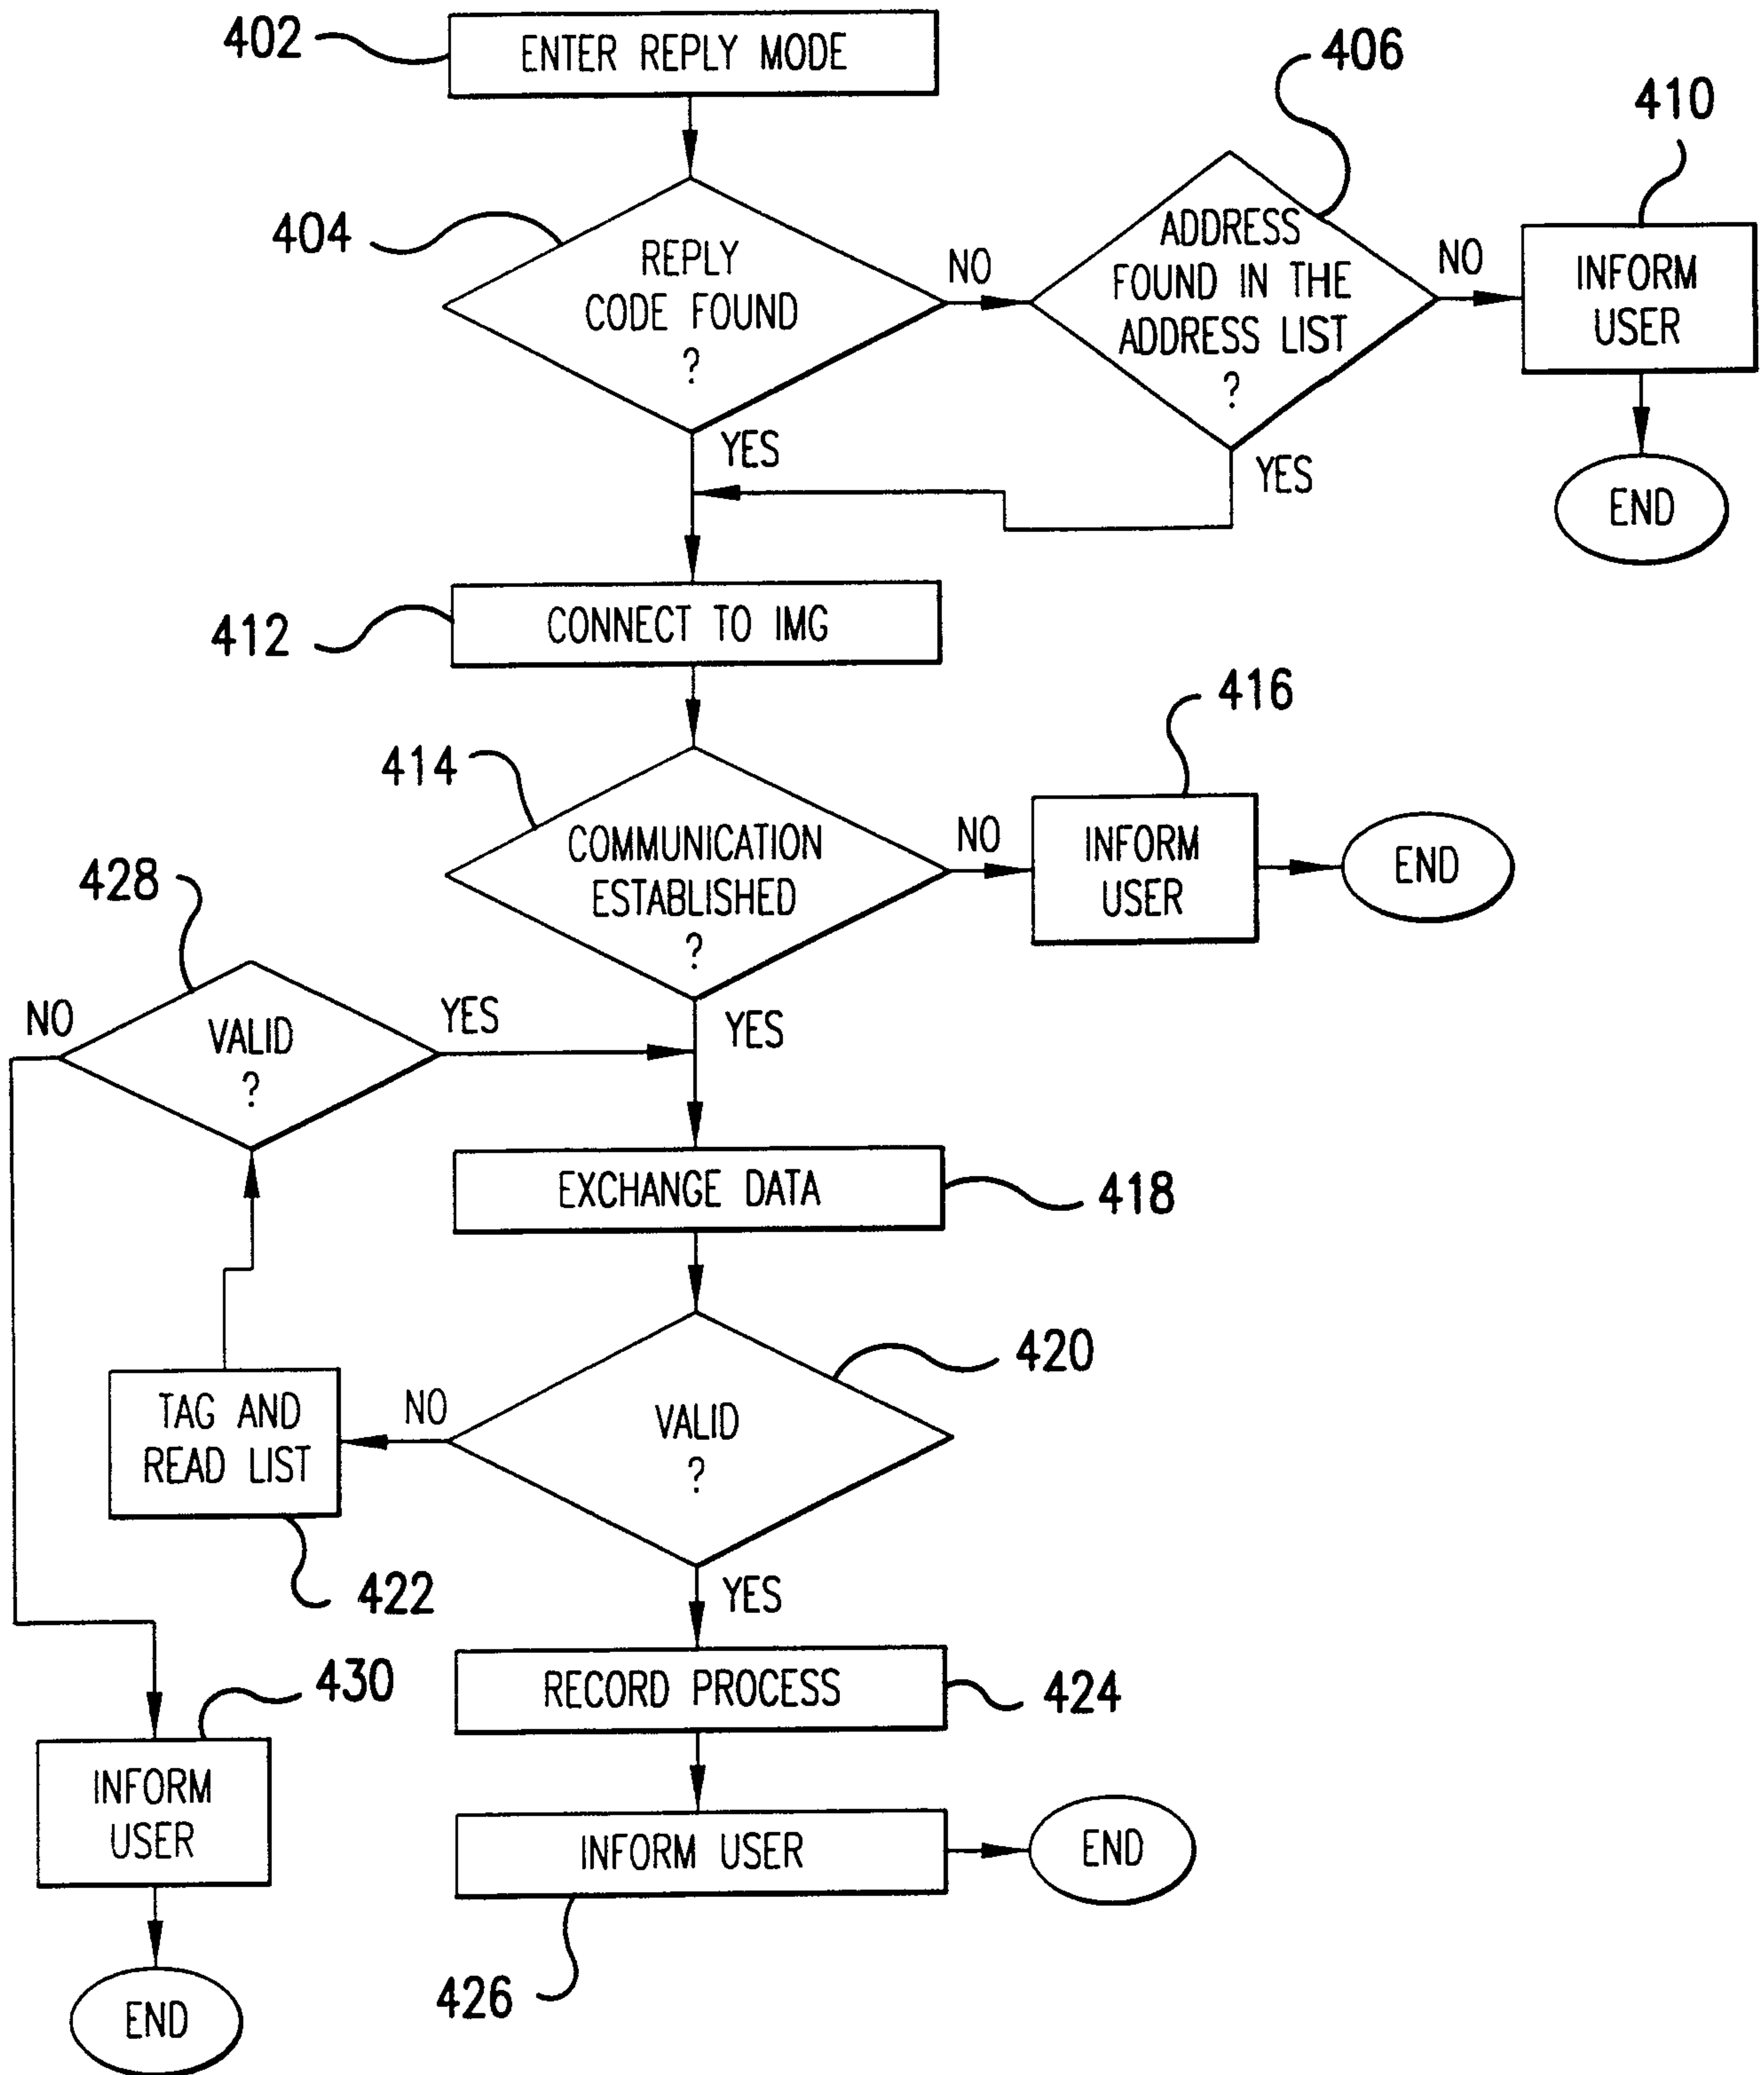 402
ENTER REPLY MODE
406
410
404
REPLY
CODE FOUND
?
NO
ADDRESS
FOUND IN THE
ADDRESS LIST
?
NO
INFORM
USER
YES
YES
END
412
CONNECT TO IMG
416
414
COMMUNICATION
ESTABLISHED
?
NO
INFORM
USER
END
428
NO
VALID
?
YES
YES
EXCHANGE DATA
418
420
TAG AND
READ LIST
NO
VALID
?
422
YES
430
RECORD PROCESS
424
INFORM
USER
INFORM USER
END
426
END